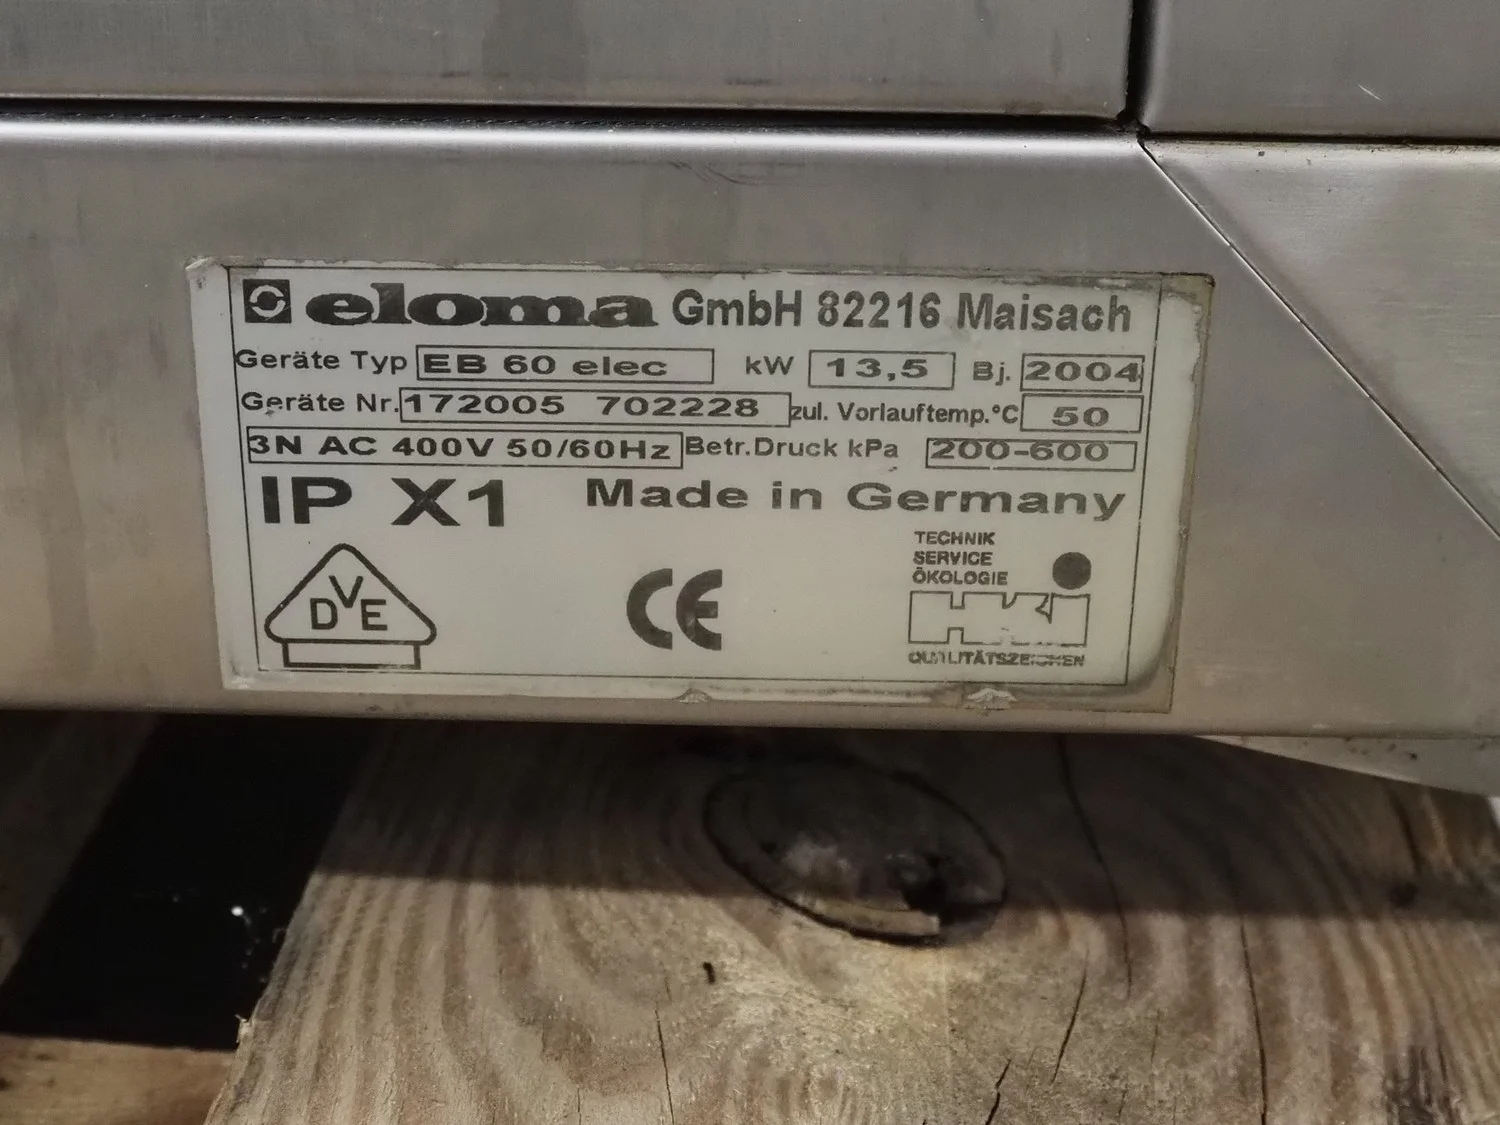 eloma GmbH 82216 Maisach
Geräte Typ EB 60 elec kW 13,5 Bj. 2004
Geräte Nr. 172005 702228 zul. Vorlauftemp.°C 50
3N AC 400V 50/60Hz Betr.Druck kPa 200-600
IP X1 Made in Germany
DVE
CE
TECHNIK
SERVICE
ÖKOLOGIE
HKi
QUALITÄTSZEICHEN